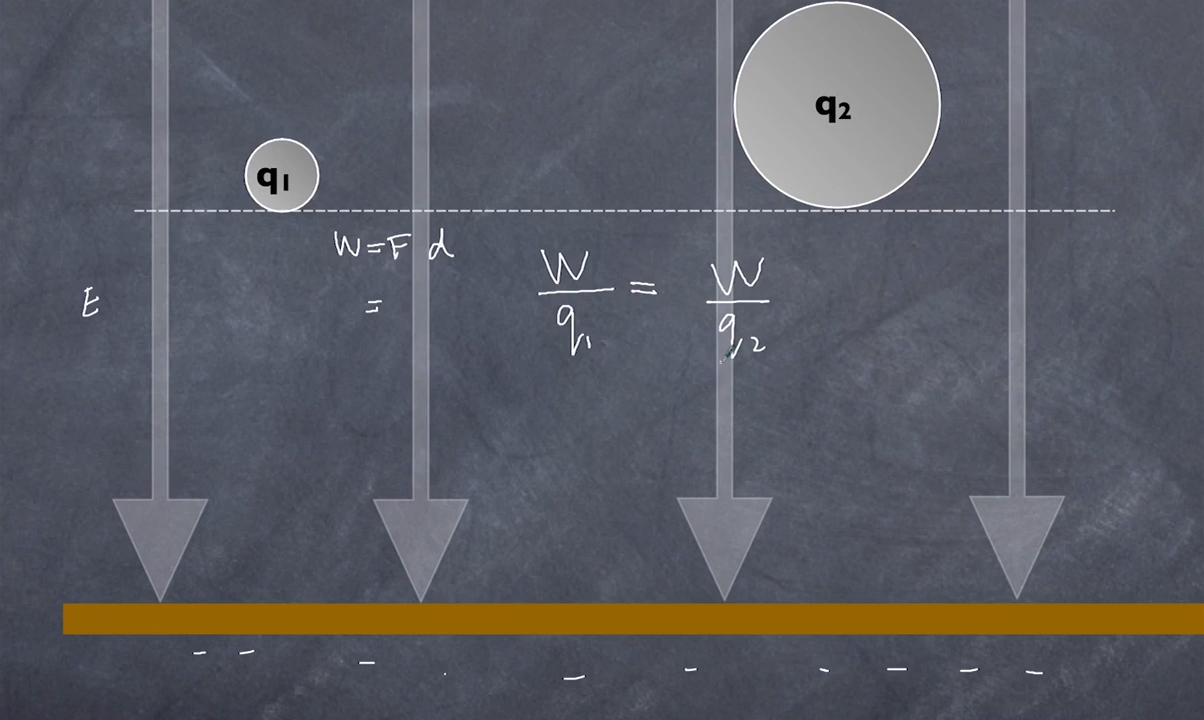 q₁
q₂
W = F d
=
E
W/q₁ = W/q₂
- - - - - - - - -